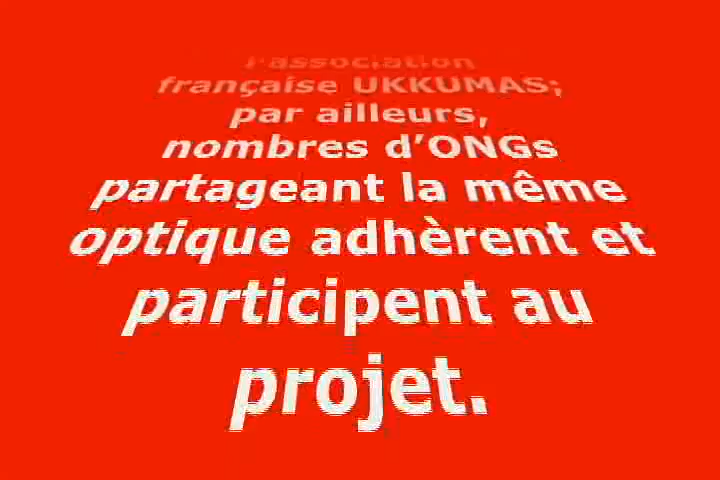 l'association
française UKKUMAS;
par ailleurs,
nombres d'ONGs
partageant la même
optique adhèrent et
participent au
projet.